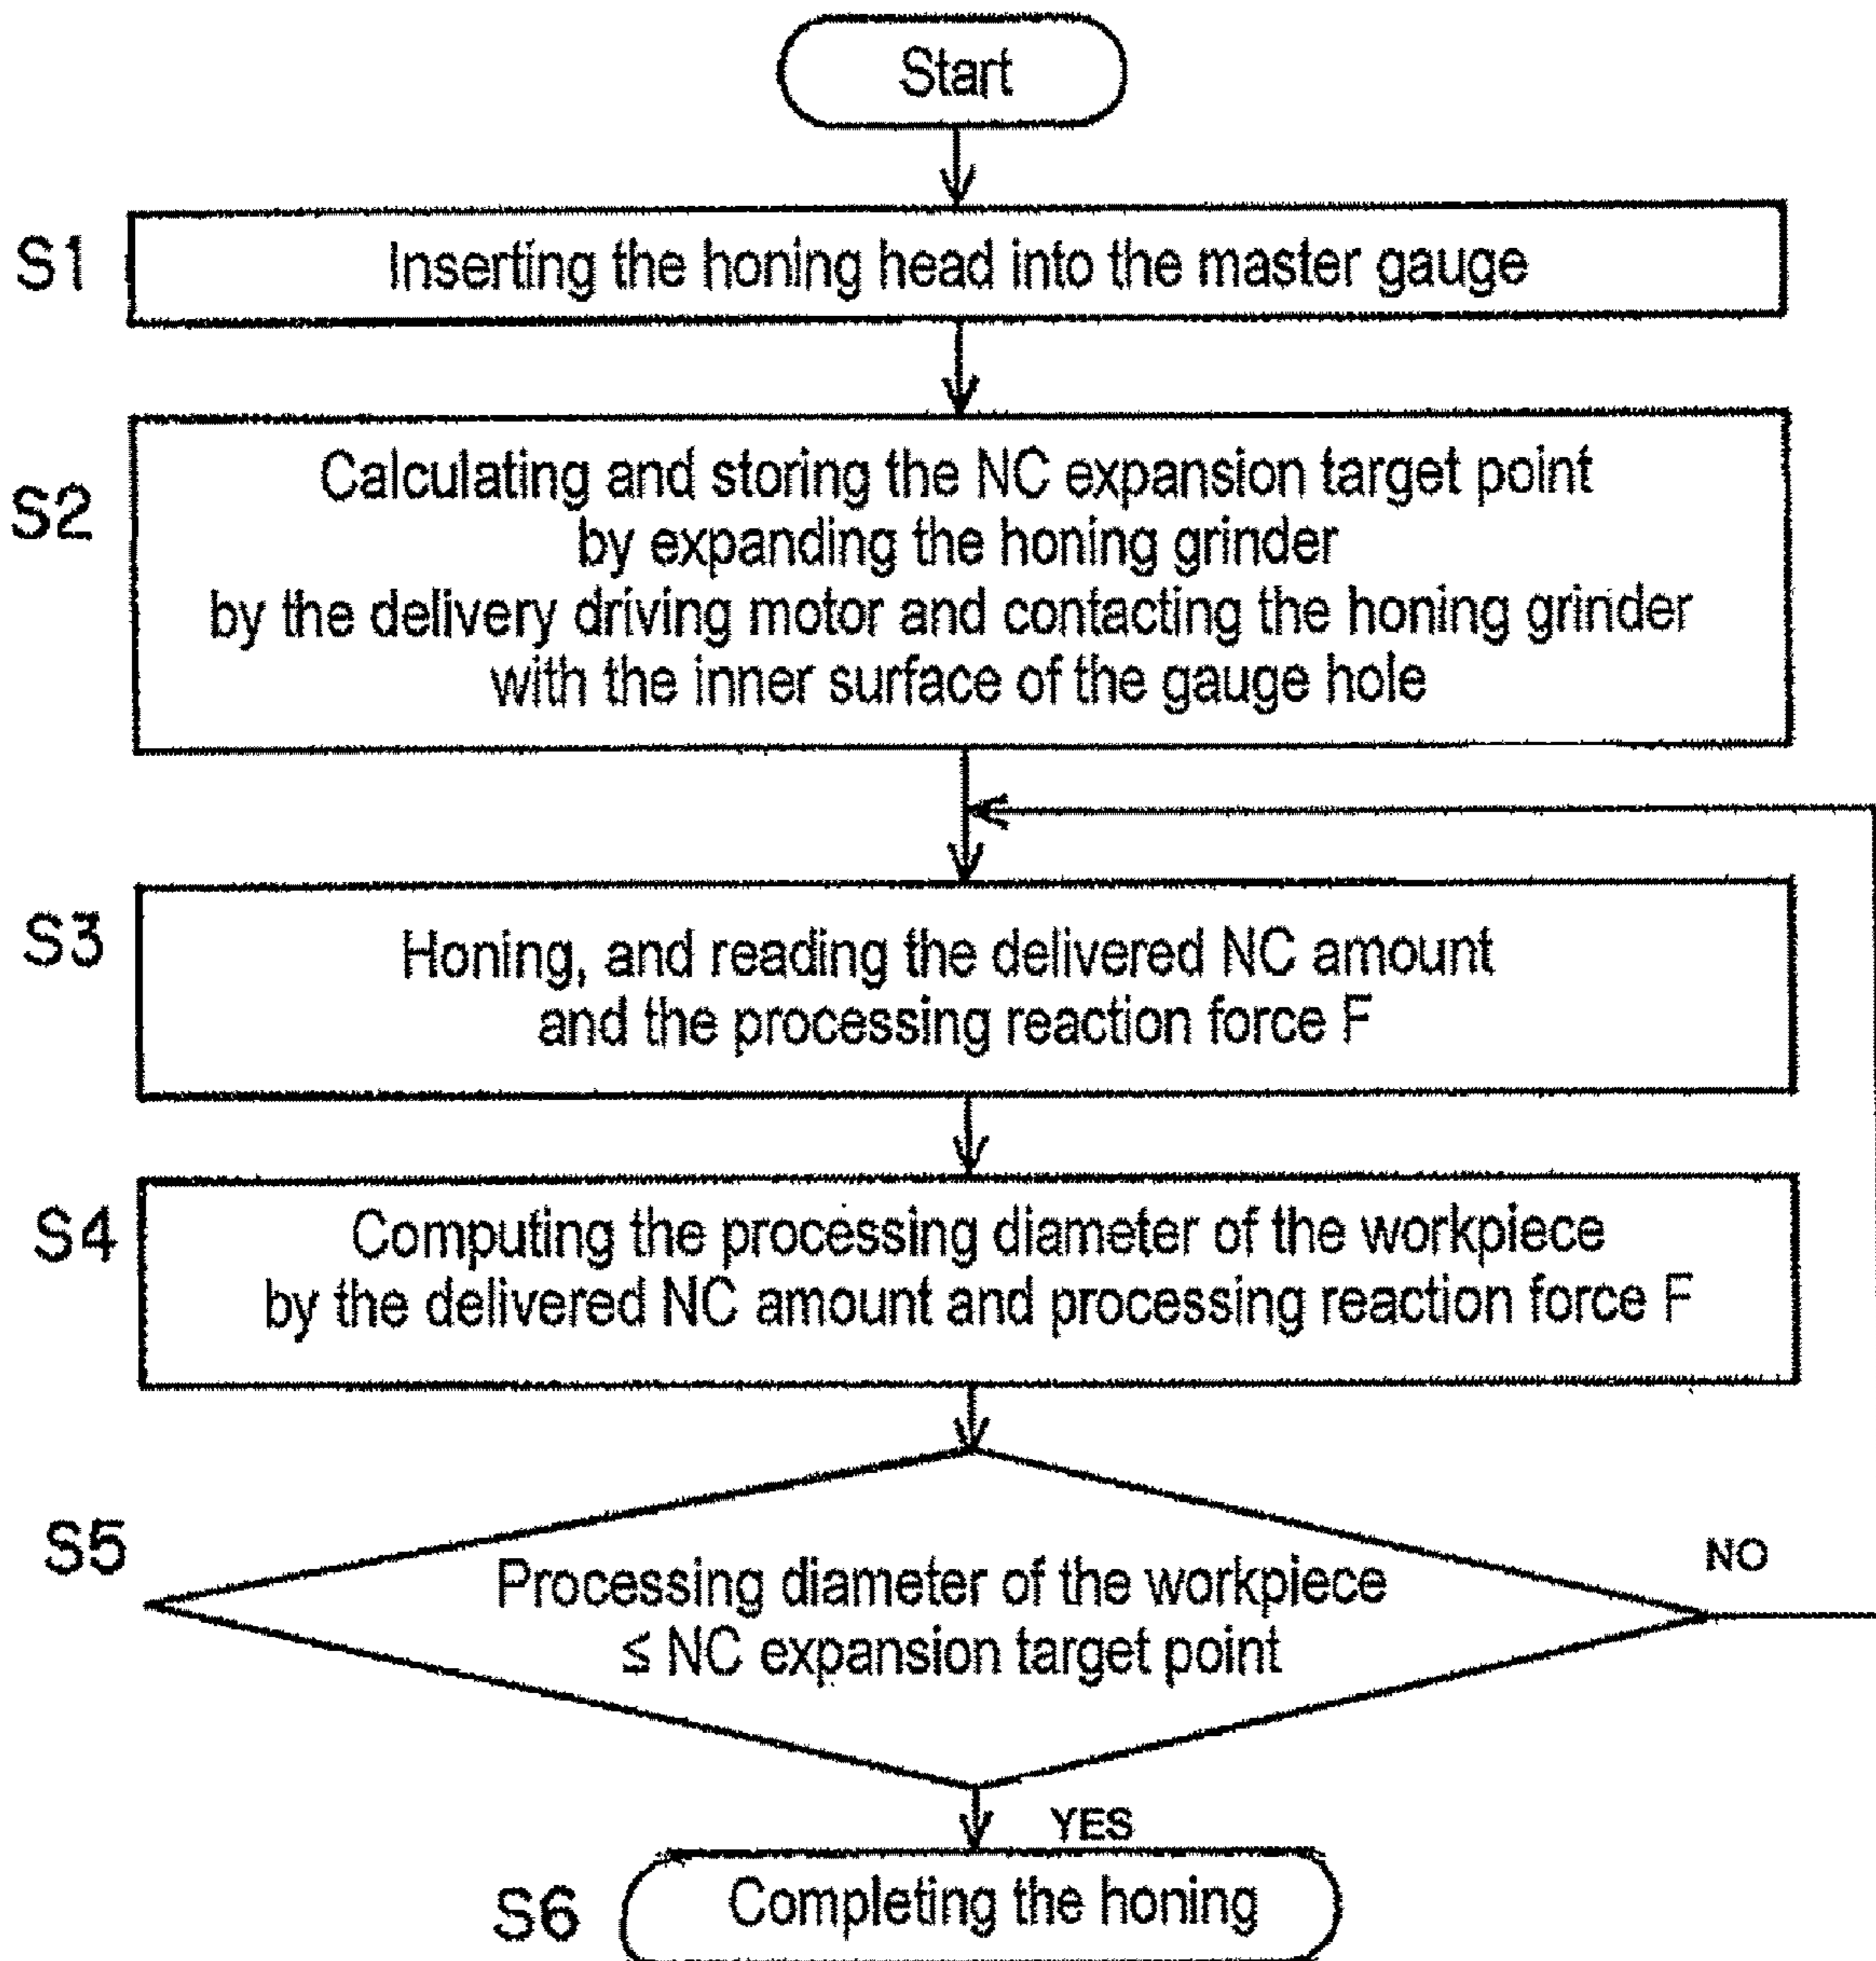 Start
S1
Inserting the honing head into the master gauge
S2
Calculating and storing the NC expansion target point
by expanding the honing grinder
by the delivery driving motor and contacting the honing grinder
with the inner surface of the gauge hole
S3
Honing, and reading the delivered NC amount
and the processing reaction force F
S4
Computing the processing diameter of the workpiece
by the delivered NC amount and processing reaction force F
S5
Processing diameter of the workpiece
≤ NC expansion target point
NO
YES
S6
Completing the honing